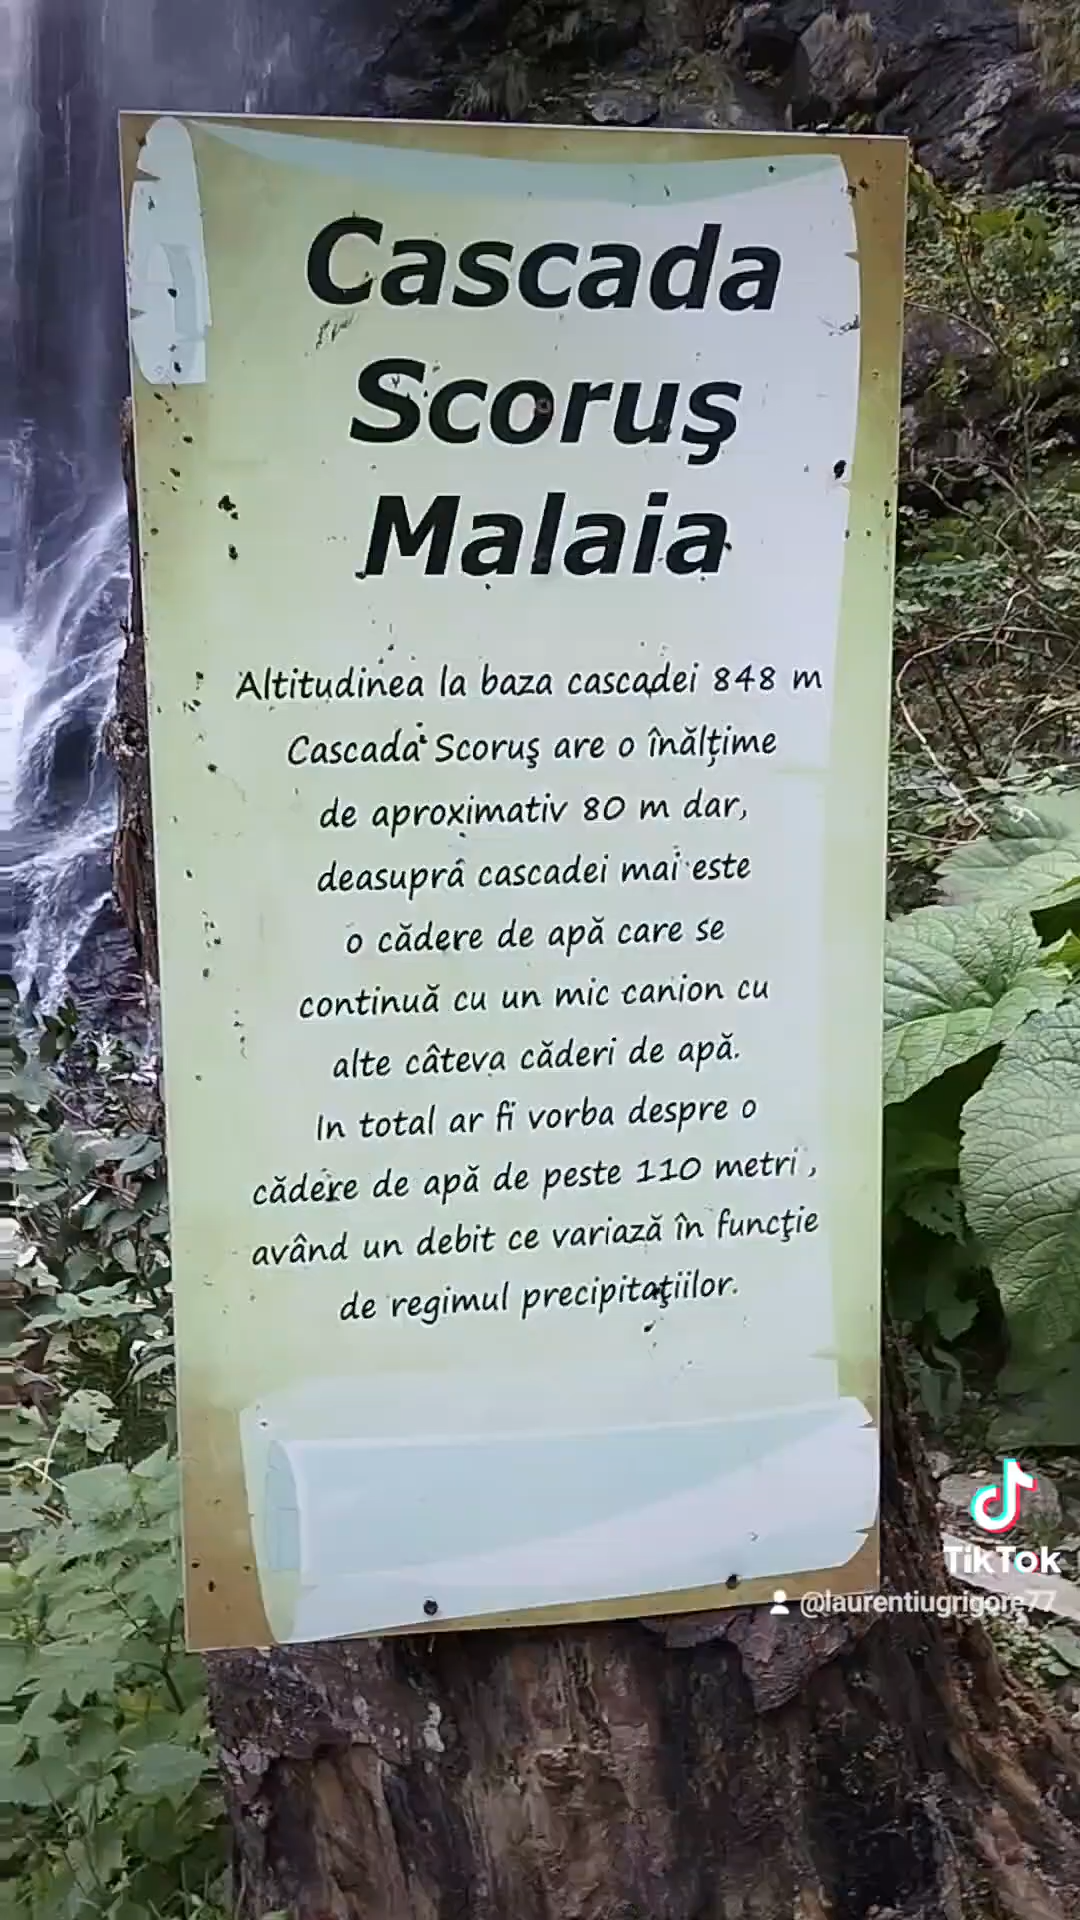 Cascada
Scoruş
Malaia
Altitudinea la baza cascadei 848 m
Cascada Scoruş are o înălţime
de aproximativ 80 m dar,
deasupra cascadei mai este
o cădere de apă care se
continuă cu un mic canion cu
alte câteva căderi de apă.
In total ar fi vorba despre o
cădere de apă de peste 110 metri ,
având un debit ce variază în funcţie
de regimul precipitaţiilor.
TikTok
@laurentiugrigore77